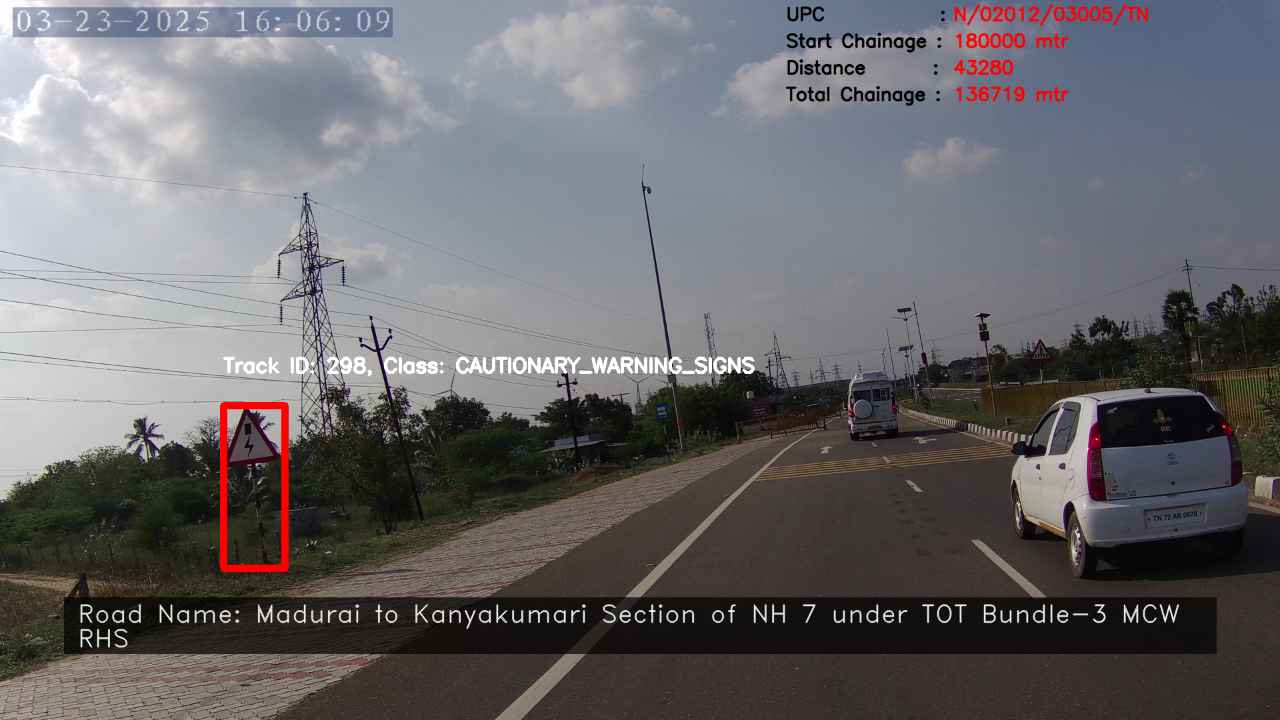 03-23-2025 16:06:09
UPC : N/02012/03005/TN
Start Chainage : 180000 mtr
Distance : 43280
Total Chainage : 136719 mtr
Track ID: 298, Class: CAUTIONARY_WARNING_SIGNS
Road Name: Madurai to Kanyakumari Section of NH 7 under TOT Bundle-3 MCW
RHS